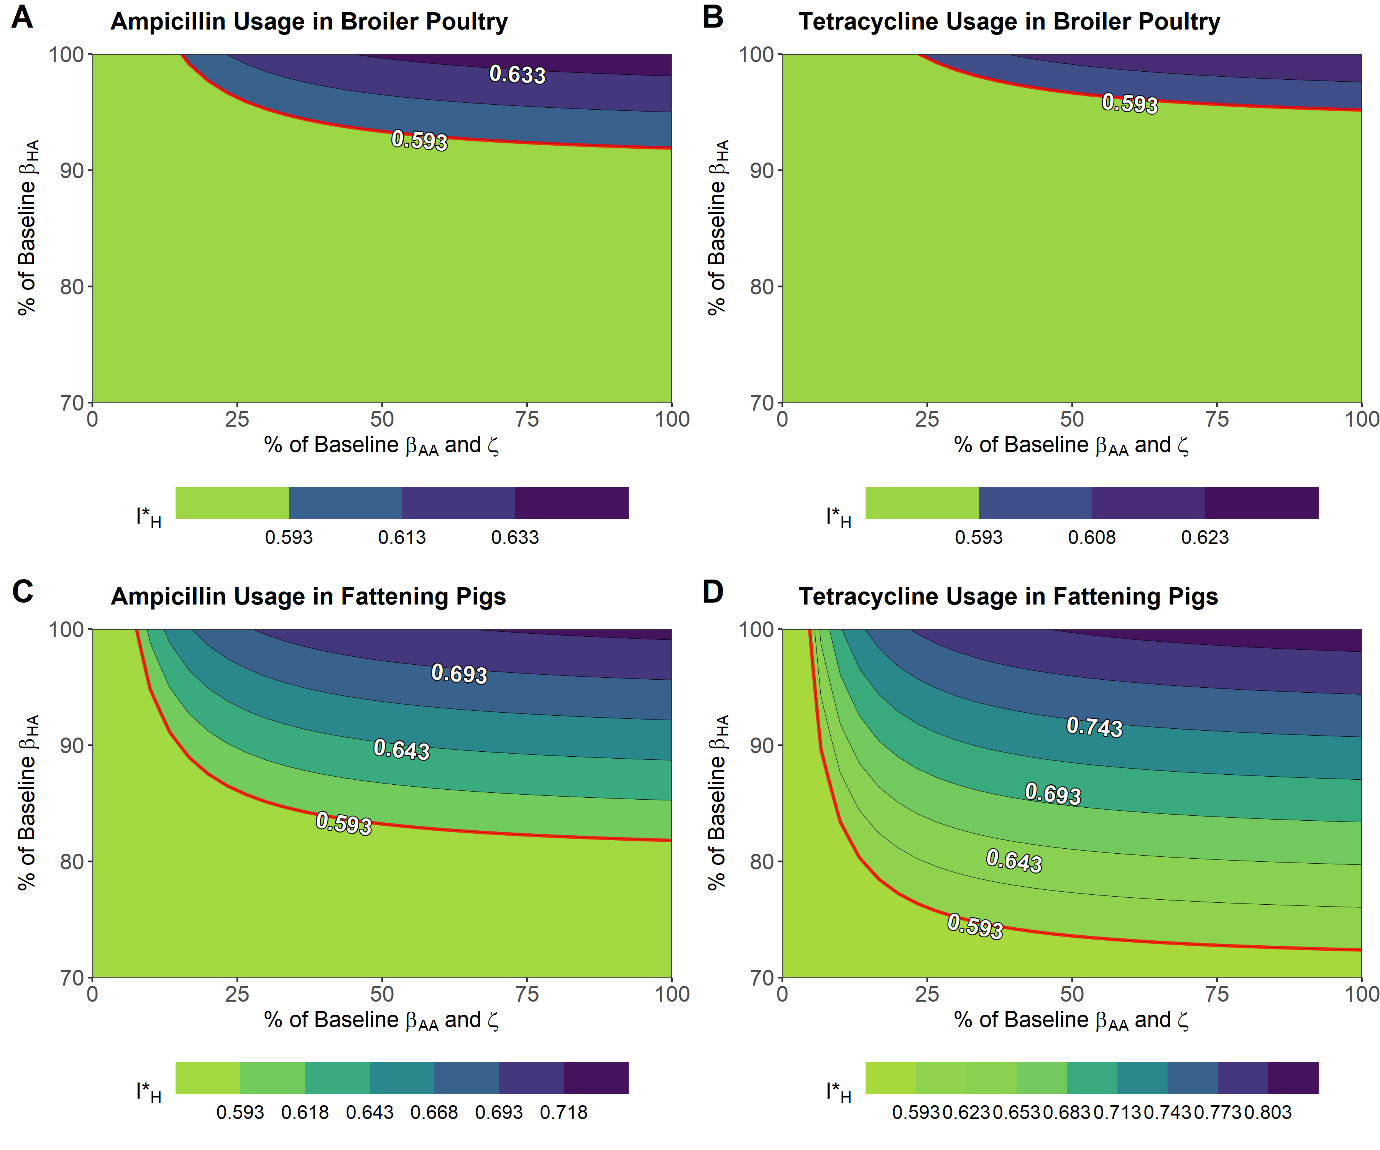 A Ampicillin Usage in Broiler Poultry
100
90
80
70
% of Baseline βHA
0.633
0.593
0 25 50 75 100
% of Baseline βAA and ζ
I*H
0.593 0.613 0.633
B Tetracycline Usage in Broiler Poultry
100
90
80
70
% of Baseline βHA
0.593
0 25 50 75 100
% of Baseline βAA and ζ
I*H
0.593 0.608 0.623
C Ampicillin Usage in Fattening Pigs
100
90
80
70
% of Baseline βHA
0.693
0.643
0.593
0 25 50 75 100
% of Baseline βAA and ζ
I*H
0.593 0.618 0.643 0.668 0.693 0.718
D Tetracycline Usage in Fattening Pigs
100
90
80
70
% of Baseline βHA
0.743
0.693
0.643
0.593
0 25 50 75 100
% of Baseline βAA and ζ
I*H
0.593 0.623 0.653 0.683 0.713 0.743 0.773 0.803